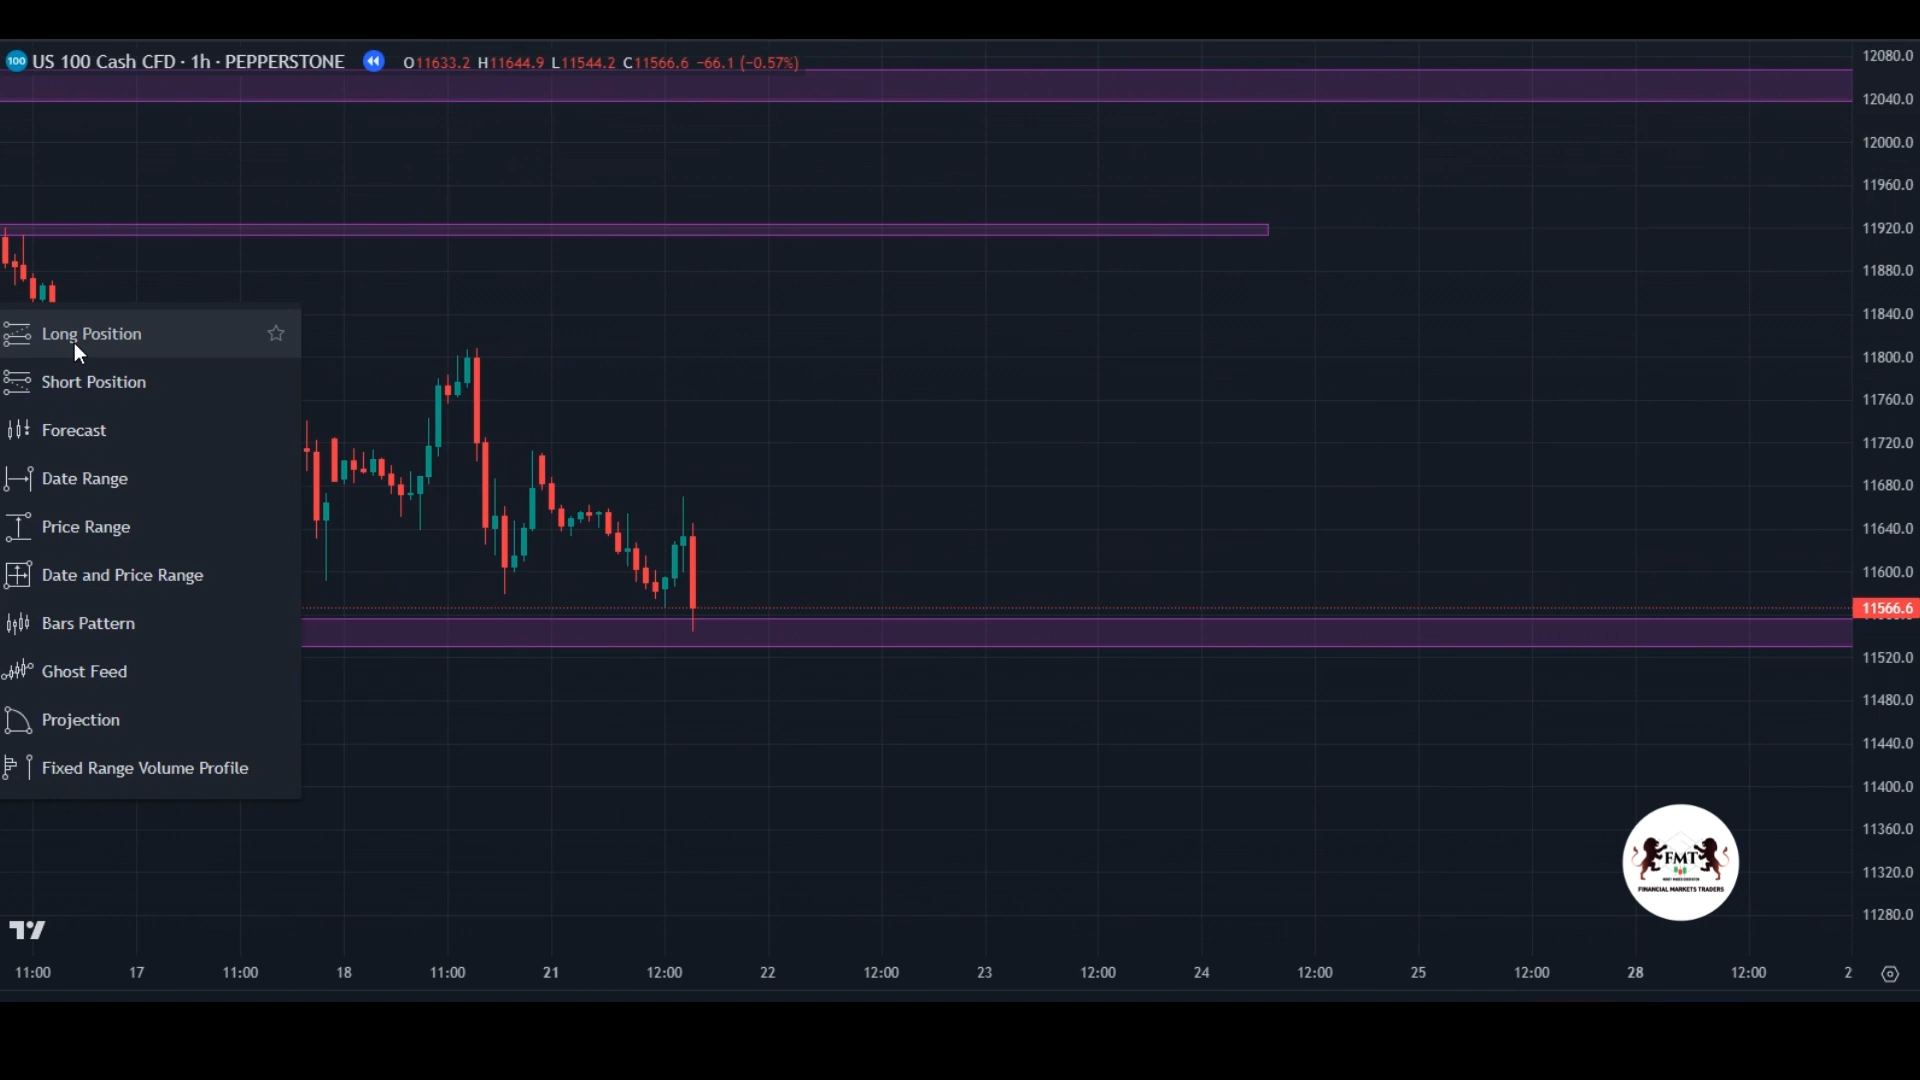 100 US 100 Cash CFD · 1h · PEPPERSTONE O11633.2 H11644.9 L11544.2 C11566.6 −66.1 (−0.57%)
12080.0
12040.0
12000.0
11960.0
11920.0
11880.0
11840.0
11800.0
11760.0
11720.0
11680.0
11640.0
11600.0
11566.6
11520.0
11480.0
11440.0
11400.0
11360.0
11320.0
11280.0
Long Position
Short Position
Forecast
Date Range
Price Range
Date and Price Range
Bars Pattern
Ghost Feed
Projection
Fixed Range Volume Profile
FMT
FINANCIAL MARKETS TRADERS
11:00 17 11:00 18 11:00 21 12:00 22 12:00 23 12:00 24 12:00 25 12:00 28 12:00 2